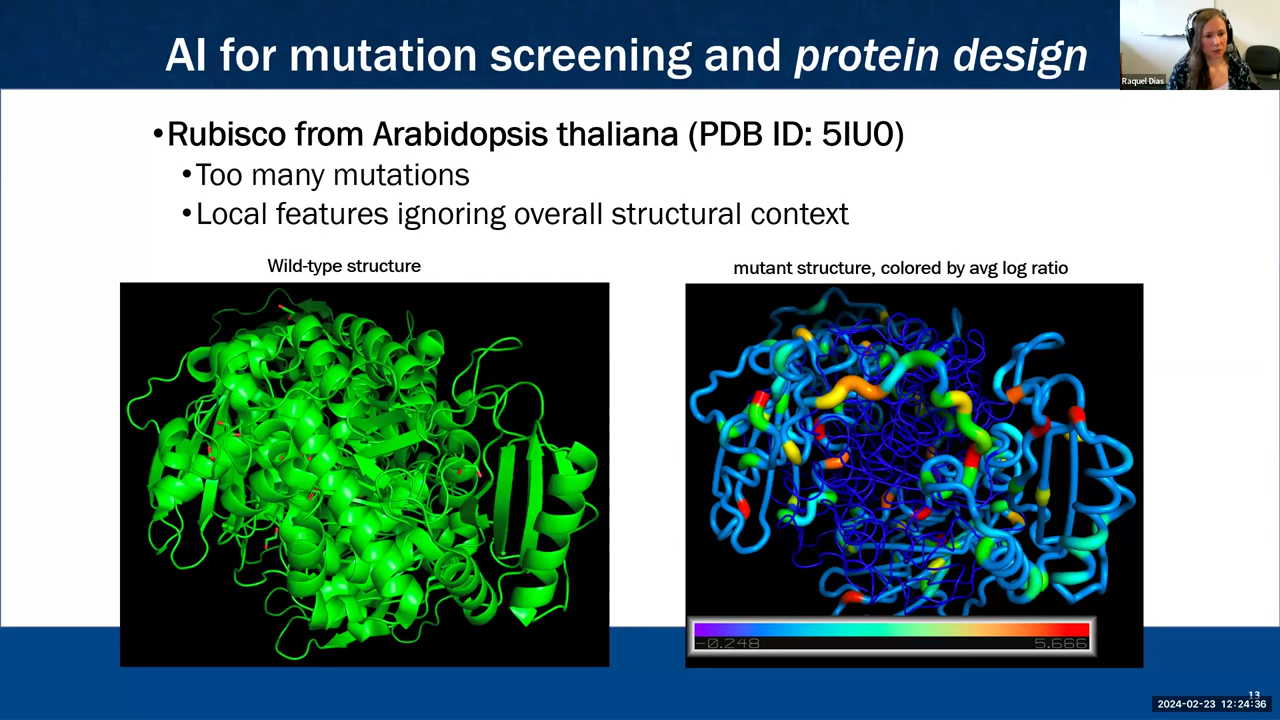 AI for mutation screening and protein design
Raquel Dias
•Rubisco from Arabidopsis thaliana (PDB ID: 5IU0)
•Too many mutations
•Local features ignoring overall structural context
Wild-type structure
mutant structure, colored by avg log ratio
-0.248
5.666
13
2024-02-23 12:24:36